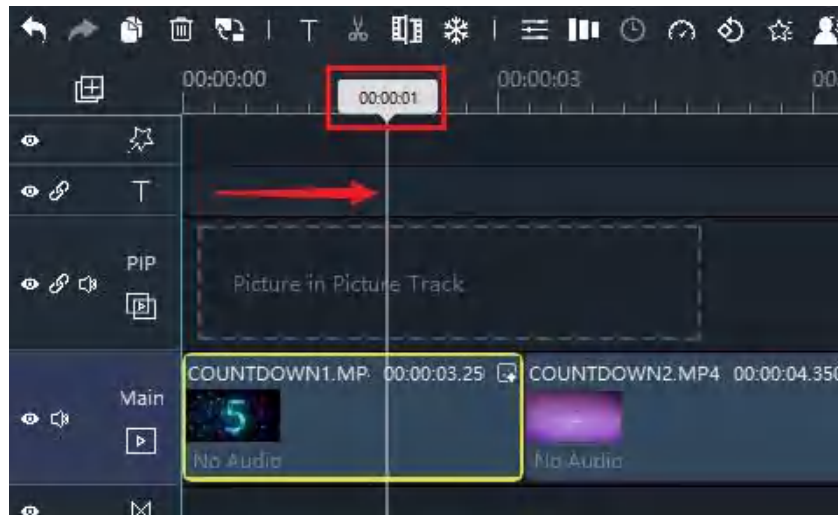 T
00:00:00
00:00:01
00:00:03
00
T
PIP
Picture in Picture Track
COUNTDOWN1.MP 00:00:03.25
COUNTDOWN2.MP4 00:00:04.350
Main
5
No Audio
No Audio